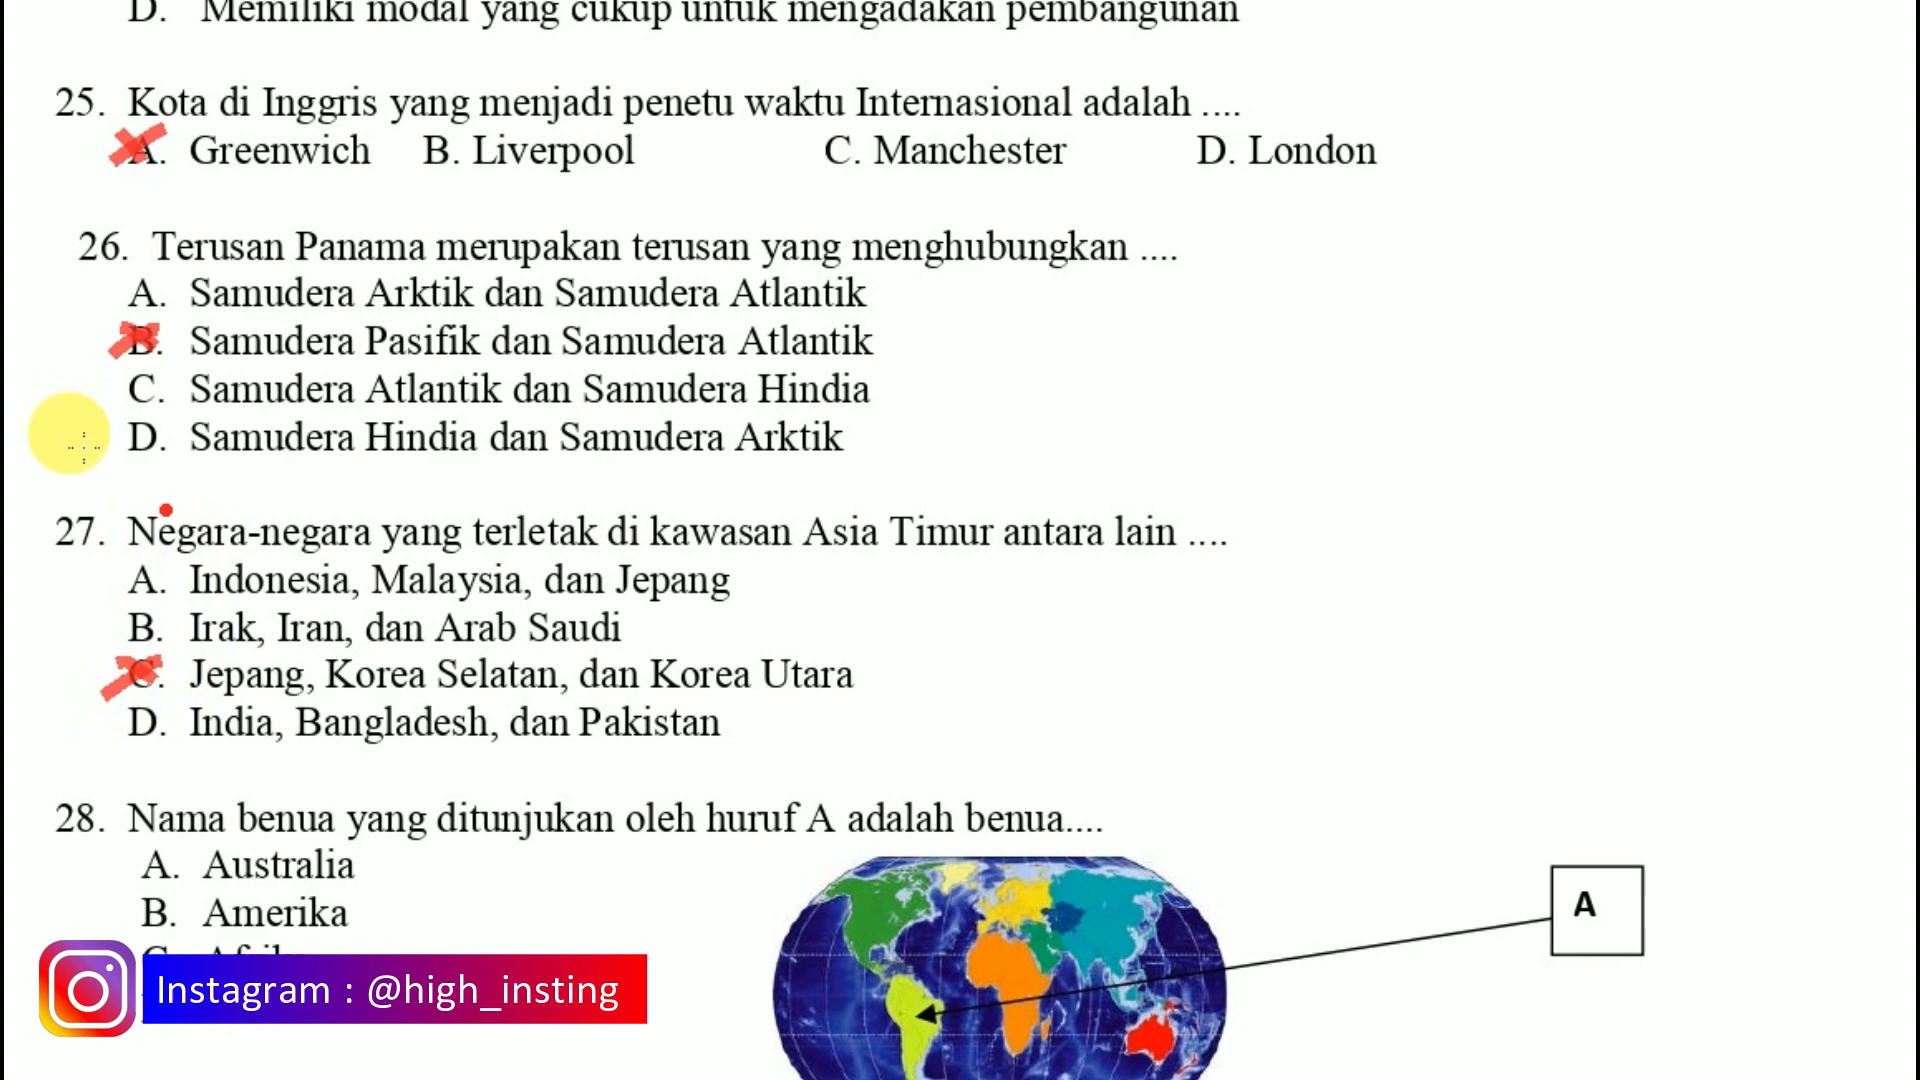 D. Memiliki modal yang cukup untuk mengadakan pembangunan
25. Kota di Inggris yang menjadi penetu waktu Internasional adalah ....
A. Greenwich B. Liverpool C. Manchester D. London
26. Terusan Panama merupakan terusan yang menghubungkan ....
A. Samudera Arktik dan Samudera Atlantik
B. Samudera Pasifik dan Samudera Atlantik
C. Samudera Atlantik dan Samudera Hindia
D. Samudera Hindia dan Samudera Arktik
27. Negara-negara yang terletak di kawasan Asia Timur antara lain ....
A. Indonesia, Malaysia, dan Jepang
B. Irak, Iran, dan Arab Saudi
C. Jepang, Korea Selatan, dan Korea Utara
D. India, Bangladesh, dan Pakistan
28. Nama benua yang ditunjukan oleh huruf A adalah benua....
A. Australia
B. Amerika
A
Instagram : @high_insting